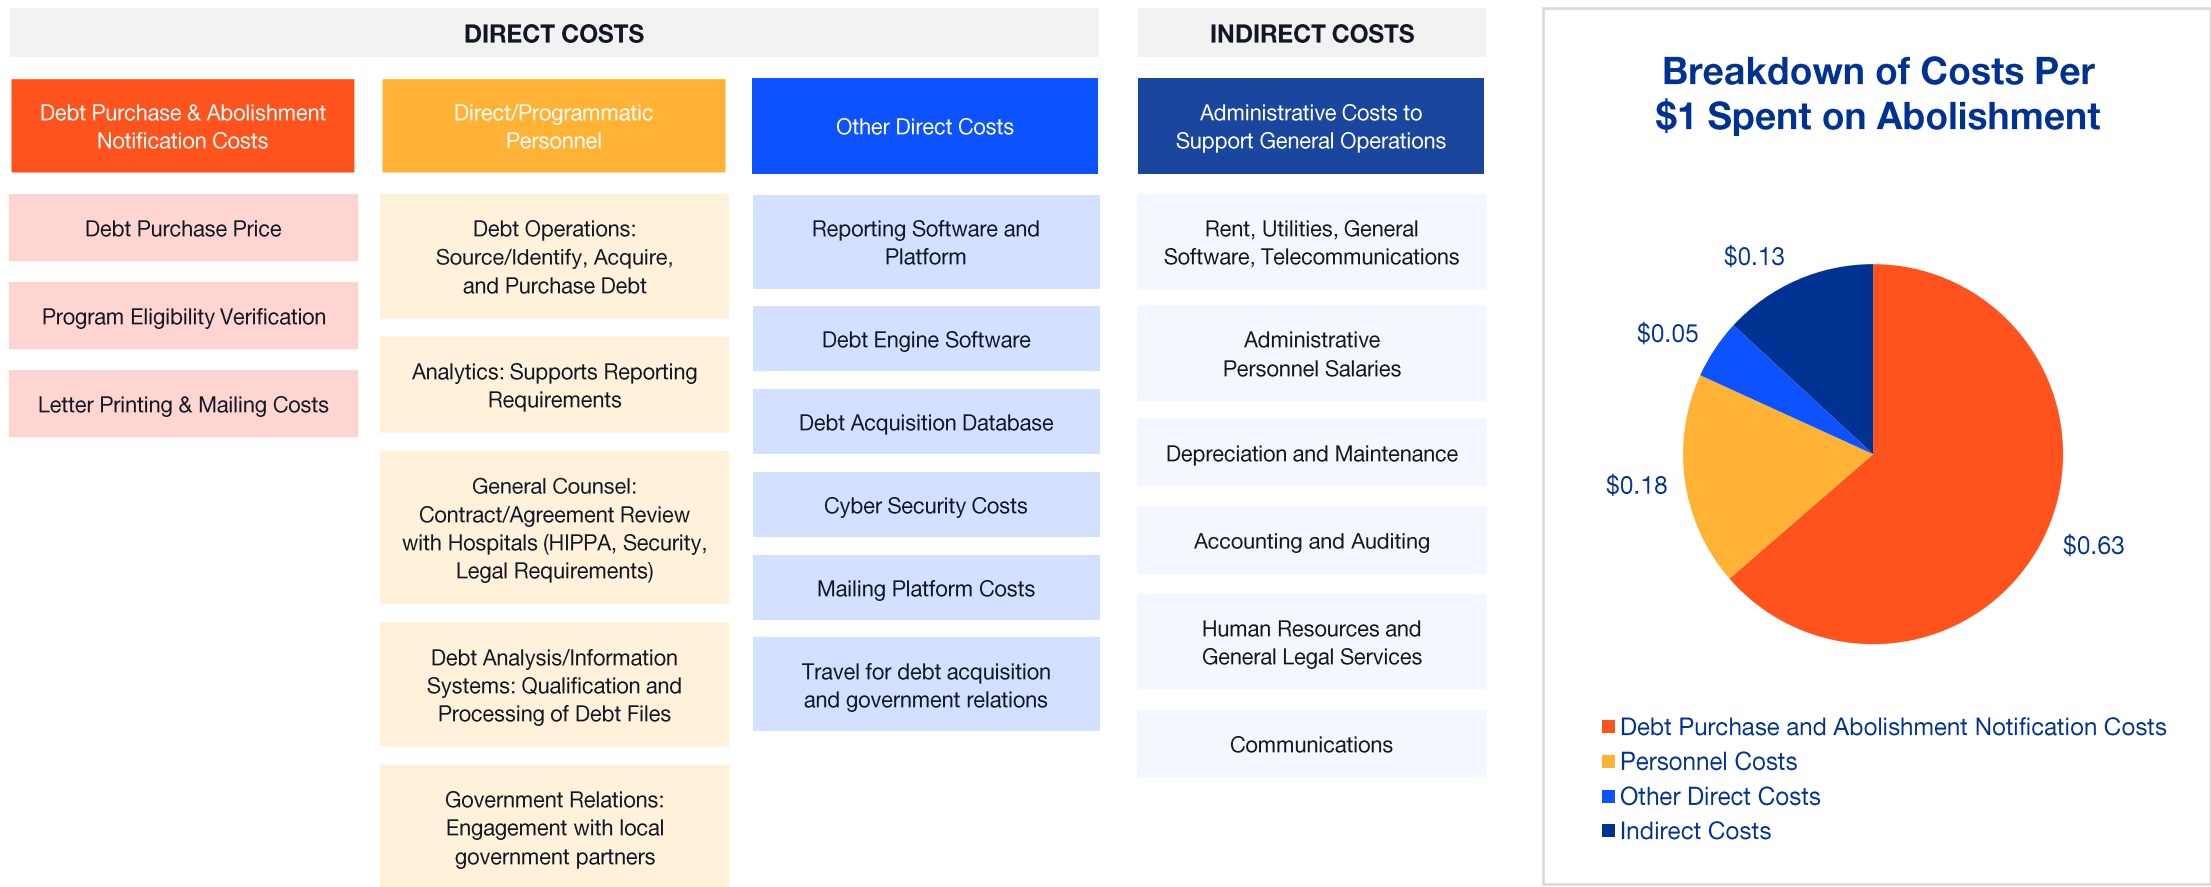 DIRECT COSTS
Debt Purchase & Abolishment
Notification Costs
Debt Purchase Price
Program Eligibility Verification
Letter Printing & Mailing Costs
Direct/Programmatic
Personnel
Debt Operations:
Source/Identify, Acquire,
and Purchase Debt
Analytics: Supports Reporting
Requirements
General Counsel:
Contract/Agreement Review
with Hospitals (HIPPA, Security,
Legal Requirements)
Debt Analysis/Information
Systems: Qualification and
Processing of Debt Files
Government Relations:
Engagement with local
government partners
Other Direct Costs
Reporting Software and
Platform
Debt Engine Software
Debt Acquisition Database
Cyber Security Costs
Mailing Platform Costs
Travel for debt acquisition
and government relations
INDIRECT COSTS
Administrative Costs to
Support General Operations
Rent, Utilities, General
Software, Telecommunications
Administrative
Personnel Salaries
Depreciation and Maintenance
Accounting and Auditing
Human Resources and
General Legal Services
Communications
Breakdown of Costs Per
$1 Spent on Abolishment
$0.13
$0.05
$0.18
$0.63
Debt Purchase and Abolishment Notification Costs
Personnel Costs
Other Direct Costs
Indirect Costs